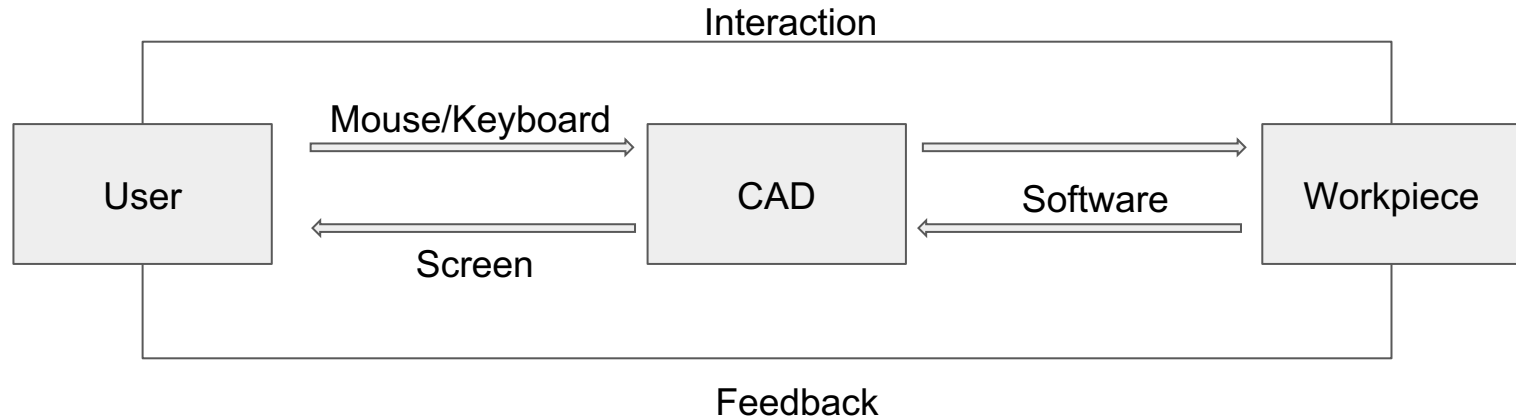 Interaction
Mouse/Keyboard
User
CAD
Software
Workpiece
Screen
Feedback